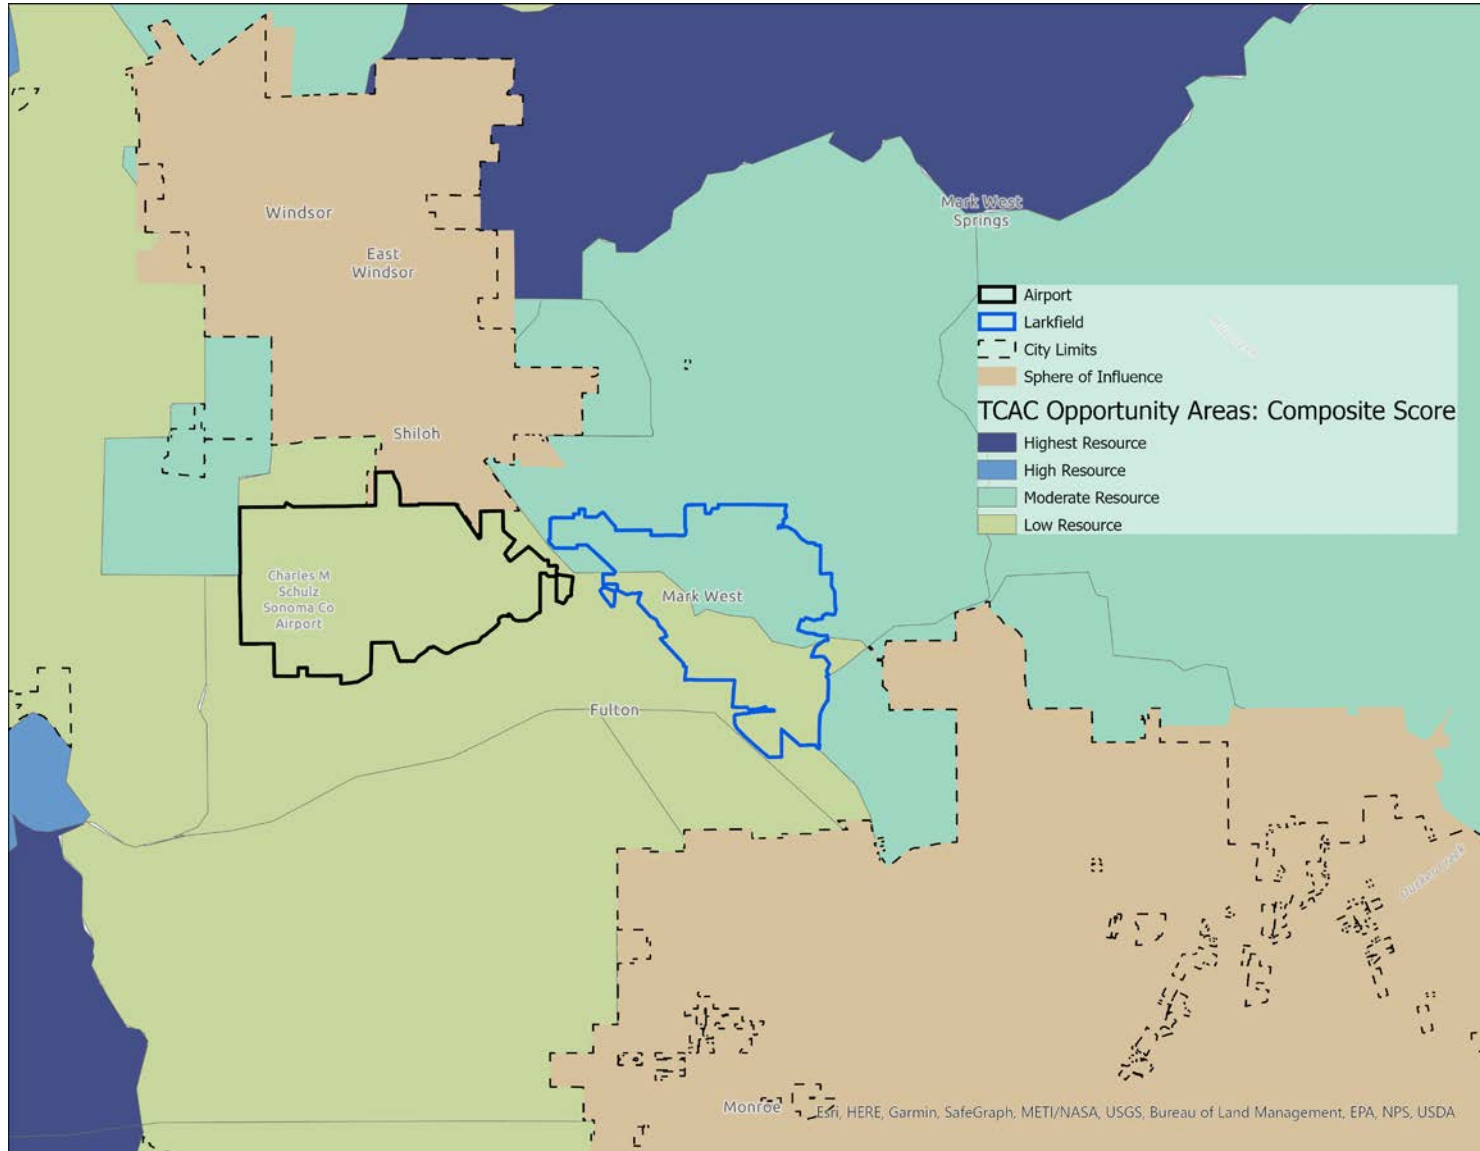 Windsor
East
Windsor
Mark West
Springs
Airport
Larkfield
City Limits
Sphere of Influence
TCAC Opportunity Areas: Composite Score
Highest Resource
High Resource
Moderate Resource
Low Resource
Shiloh
Charles M
Schulz
Sonoma Co
Airport
Mark West
Fulton
Ducker Creek
Monroe
Esri, HERE, Garmin, SafeGraph, METI/NASA, USGS, Bureau of Land Management, EPA, NPS, USDA